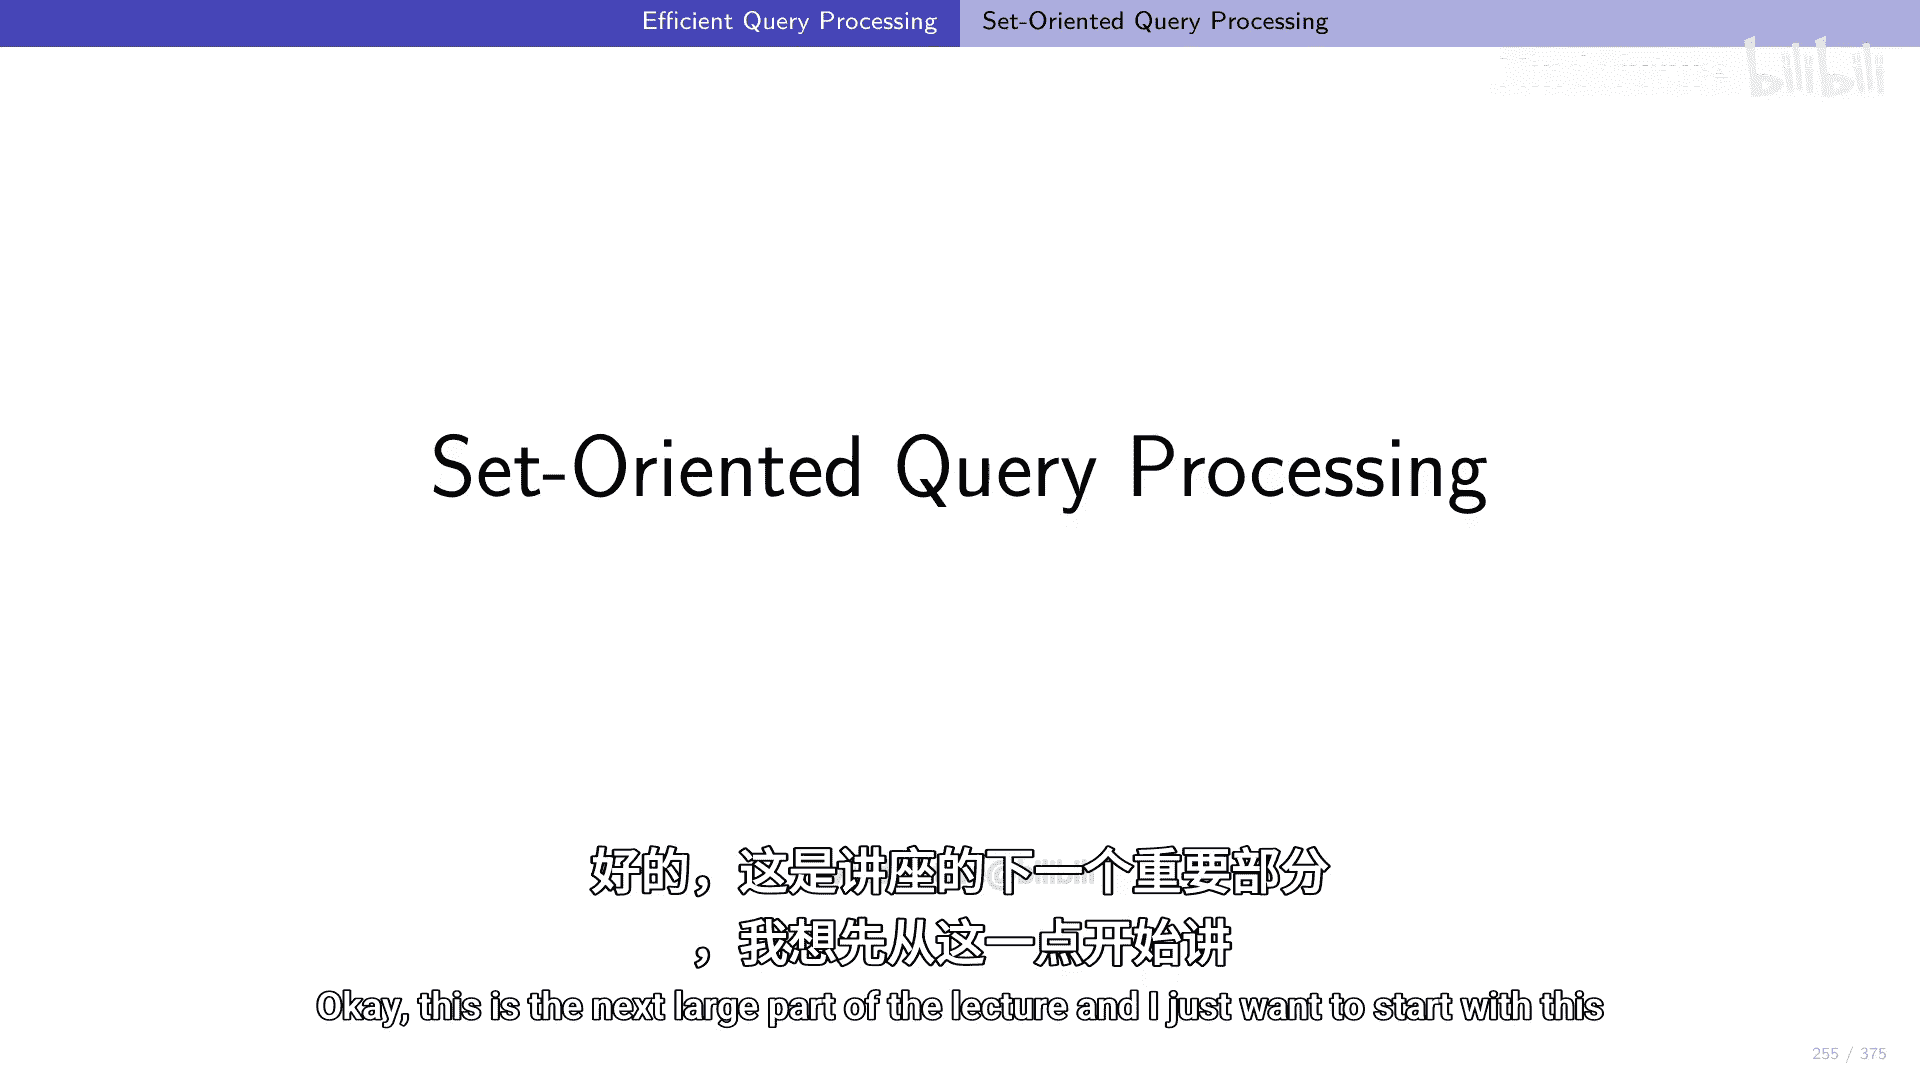 Efficient Query Processing
Set-Oriented Query Processing
bilibili
Set-Oriented Query Processing
好的，这是讲座的下一个重要部分
，我想先从这一点开始讲
Okay, this is the next large part of the lecture and I just want to start with this
255 / 375